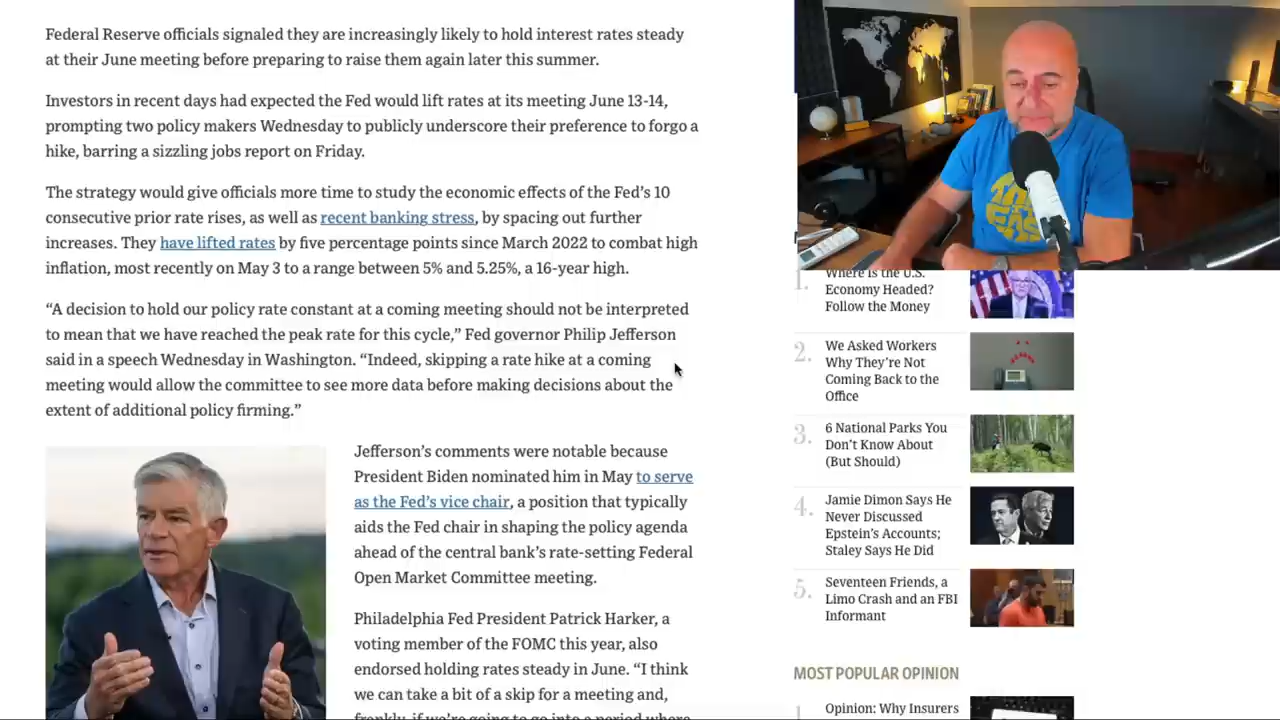 Federal Reserve officials signaled they are increasingly likely to hold interest rates steady
at their June meeting before preparing to raise them again later this summer.
Investors in recent days had expected the Fed would lift rates at its meeting June 13-14,
prompting two policy makers Wednesday to publicly underscore their preference to forgo a
hike, barring a sizzling jobs report on Friday.
The strategy would give officials more time to study the economic effects of the Fed’s 10
consecutive prior rate rises, as well as recent banking stress, by spacing out further
increases. They have lifted rates by five percentage points since March 2022 to combat high
inflation, most recently on May 3 to a range between 5% and 5.25%, a 16-year high.
“A decision to hold our policy rate constant at a coming meeting should not be interpreted
to mean that we have reached the peak rate for this cycle,” Fed governor Philip Jefferson
said in a speech Wednesday in Washington. “Indeed, skipping a rate hike at a coming
meeting would allow the committee to see more data before making decisions about the
extent of additional policy firming.”
Jefferson’s comments were notable because
President Biden nominated him in May to serve
as the Fed’s vice chair, a position that typically
aids the Fed chair in shaping the policy agenda
ahead of the central bank’s rate-setting Federal
Open Market Committee meeting.
Philadelphia Fed President Patrick Harker, a
voting member of the FOMC this year, also
endorsed holding rates steady in June. “I think
we can take a bit of a skip for a meeting and,
frankly, if we’re going to go into a period where
1. Where Is the U.S.
Economy Headed?
Follow the Money
2. We Asked Workers
Why They’re Not
Coming Back to the
Office
3. 6 National Parks You
Don’t Know About
(But Should)
4. Jamie Dimon Says He
Never Discussed
Epstein’s Accounts;
Staley Says He Did
5. Seventeen Friends, a
Limo Crash and an FBI
Informant
MOST POPULAR OPINION
Opinion: Why Insurers